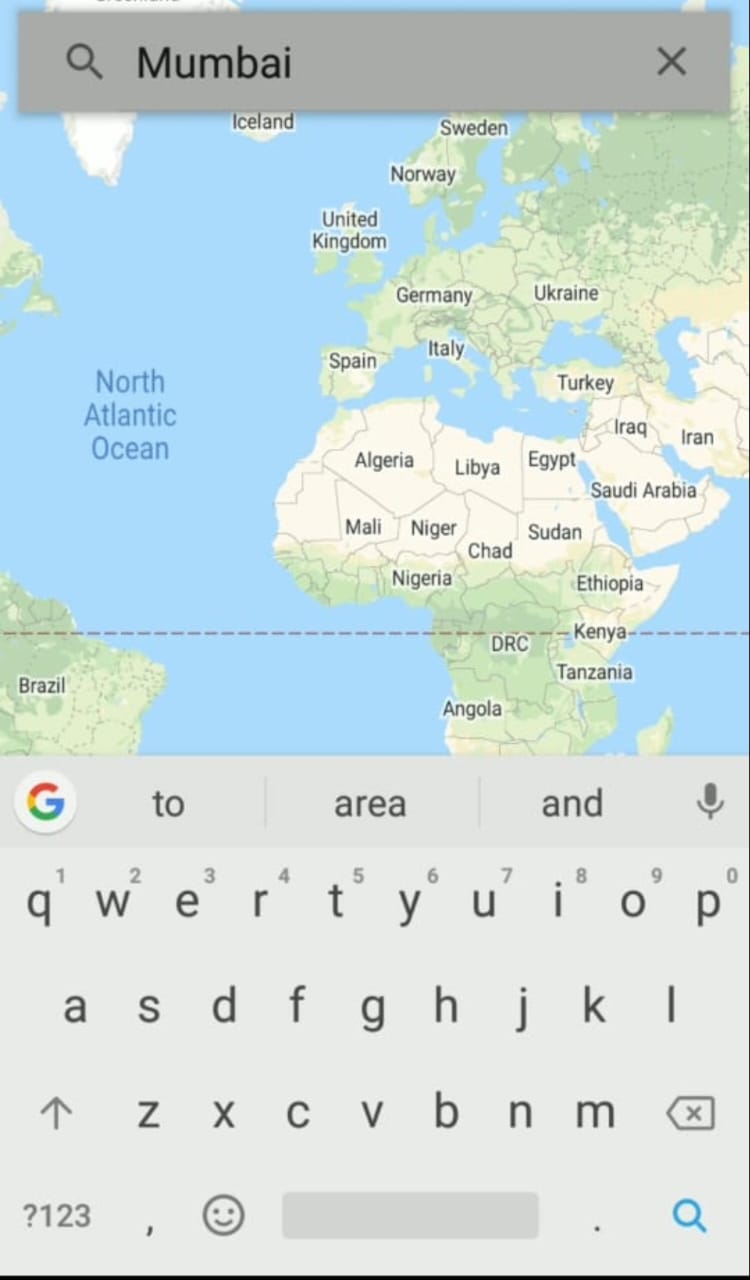 Mumbai
Iceland
Sweden
Norway
United
Kingdom
Germany
Ukraine
Italy
Spain
Turkey
North
Atlantic
Ocean
Iraq
Iran
Algeria
Libya
Egypt
Saudi Arabia
Mali
Niger
Sudan
Chad
Nigeria
Ethiopia
Kenya
DRC
Tanzania
Brazil
Angola
G to area and
1 2 3 4 5 6 7 8 9 0
q w e r t y u i o p
a s d f g h j k l
z x c v b n m
?123 , .